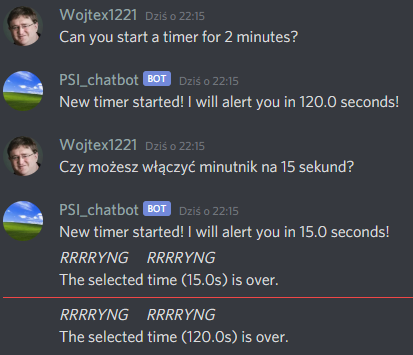 Wojtex1221 Dziś o 22:15
Can you start a timer for 2 minutes?
PSI_chatbot BOT Dziś o 22:15
New timer started! I will alert you in 120.0 seconds!
Wojtex1221 Dziś o 22:15
Czy możesz włączyć minutnik na 15 sekund?
PSI_chatbot BOT Dziś o 22:15
New timer started! I will alert you in 15.0 seconds!
RRRRYNG RRRRYNG
The selected time (15.0s) is over.
RRRRYNG RRRRYNG
The selected time (120.0s) is over.